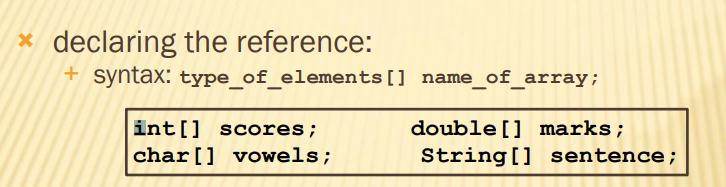 declaring the reference:
syntax: type_of_elements[] name_of_array;
int[] scores; double[] marks;
char[] vowels; String[] sentence;